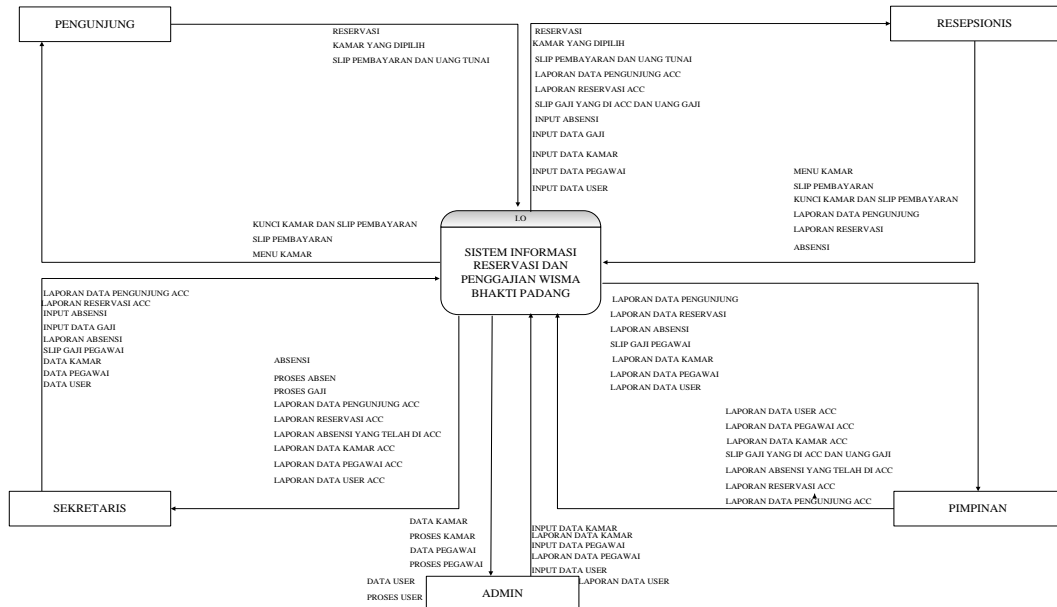 PENGUNJUNG
RESERVASI
KAMAR YANG DIPILIH
SLIP PEMBAYARAN DAN UANG TUNAI
RESERVASI
KAMAR YANG DIPILIH
SLIP PEMBAYARAN DAN UANG TUNAI
LAPORAN DATA PENGUNJUNG ACC
LAPORAN RESERVASI ACC
SLIP GAJI YANG DI ACC DAN UANG GAJI
INPUT ABSENSI
INPUT DATA GAJI
INPUT DATA KAMAR
INPUT DATA PEGAWAI
INPUT DATA USER
RESEPSIONIS
MENU KAMAR
SLIP PEMBAYARAN
KUNCI KAMAR DAN SLIP PEMBAYARAN
LAPORAN DATA PENGUNJUNG
LAPORAN RESERVASI
ABSENSI
KUNCI KAMAR DAN SLIP PEMBAYARAN
SLIP PEMBAYARAN
MENU KAMAR
I.O
SISTEM INFORMASI
RESERVASI DAN
PENGGAJIAN WISMA
BHAKTI PADANG
LAPORAN DATA PENGUNJUNG ACC
LAPORAN RESERVASI ACC
INPUT ABSENSI
INPUT DATA GAJI
LAPORAN ABSENSI
SLIP GAJI PEGAWAI
DATA KAMAR
DATA PEGAWAI
DATA USER
ABSENSI
PROSES ABSEN
PROSES GAJI
LAPORAN DATA PENGUNJUNG ACC
LAPORAN RESERVASI ACC
LAPORAN ABSENSI YANG TELAH DI ACC
LAPORAN DATA KAMAR ACC
LAPORAN DATA PEGAWAI ACC
LAPORAN DATA USER ACC
LAPORAN DATA PENGUNJUNG
LAPORAN DATA RESERVASI
LAPORAN ABSENSI
SLIP GAJI PEGAWAI
LAPORAN DATA KAMAR
LAPORAN DATA PEGAWAI
LAPORAN DATA USER
LAPORAN DATA USER ACC
LAPORAN DATA PEGAWAI ACC
LAPORAN DATA KAMAR ACC
SLIP GAJI YANG DI ACC DAN UANG GAJI
LAPORAN ABSENSI YANG TELAH DI ACC
LAPORAN RESERVASI ACC
LAPORAN DATA PENGUNJUNG ACC
SEKRETARIS
PIMPINAN
DATA KAMAR
PROSES KAMAR
DATA PEGAWAI
PROSES PEGAWAI
DATA USER
PROSES USER
INPUT DATA KAMAR
LAPORAN DATA KAMAR
INPUT DATA PEGAWAI
LAPORAN DATA PEGAWAI
INPUT DATA USER
LAPORAN DATA USER
ADMIN